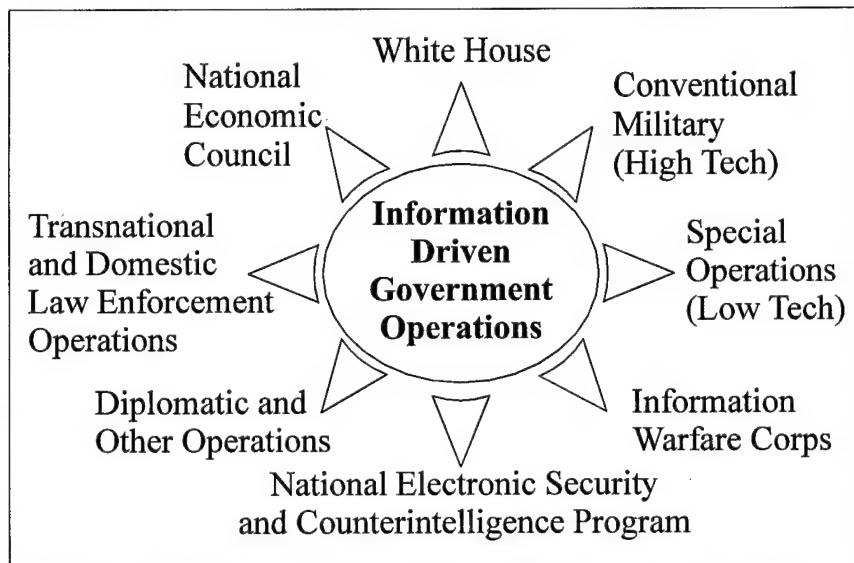 White House
National
Economic
Council
Conventional
Military
(High Tech)
Information
Driven
Government
Operations
Transnational
and Domestic
Law Enforcement
Operations
Special
Operations
(Low Tech)
Diplomatic and
Other Operations
Information
Warfare Corps
National Electronic Security
and Counterintelligence Program